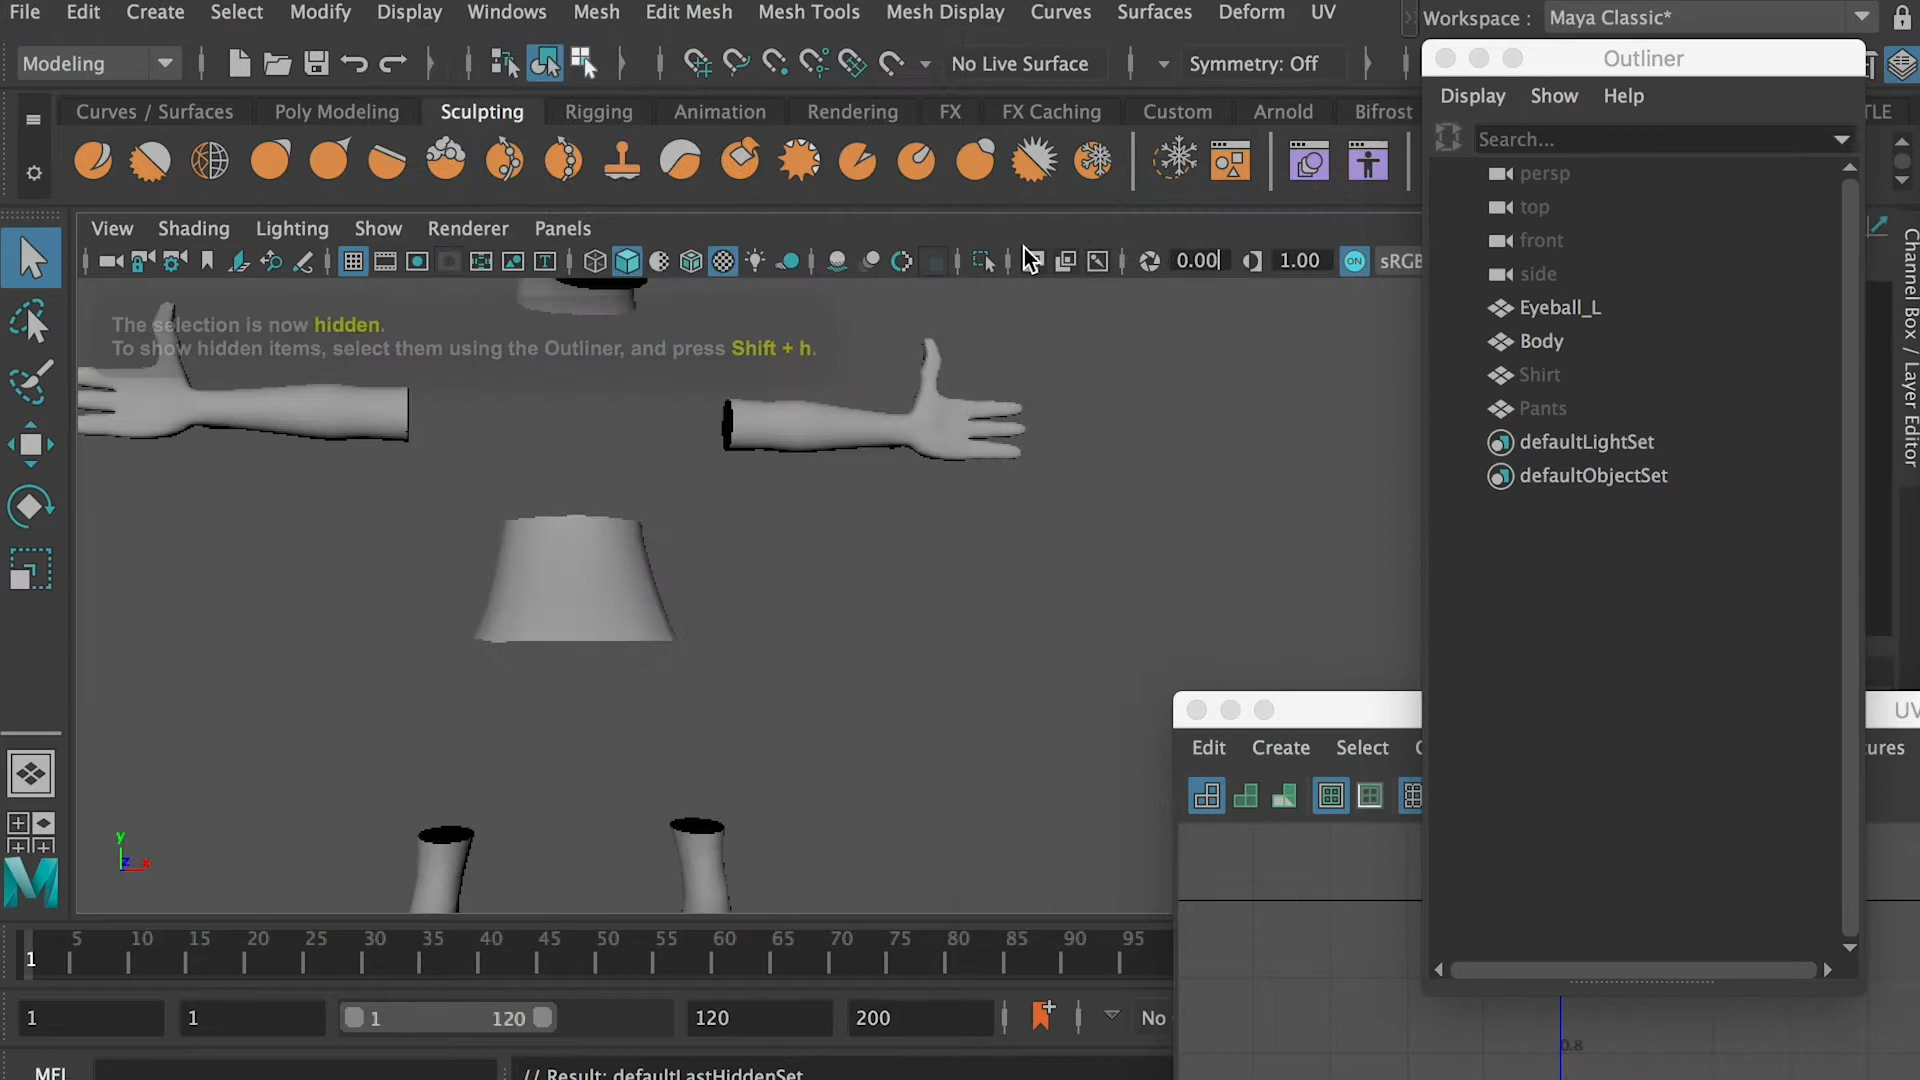 File Edit Create Select Modify Display Windows Mesh Edit Mesh Mesh Tools Mesh Display Curves Surfaces Deform UV
Workspace : Maya Classic*
Modeling No Live Surface Symmetry: Off
Outliner
Display Show Help
Curves / Surfaces Poly Modeling Sculpting Rigging Animation Rendering FX FX Caching Custom Arnold Bifrost
TLE
Search...
persp
top
front
side
Eyeball_L
Body
Shirt
Pants
defaultLightSet
defaultObjectSet
View Shading Lighting Show Renderer Panels
0.00 1.00 ON sRGB
Channel Box / Layer Editor
The selection is now hidden.
To show hidden items, select them using the Outliner, and press Shift + h.
y
z x
UV
Edit Create Select C
ures
0.8
5 10 15 20 25 30 35 40 45 50 55 60 65 70 75 80 85 90 95
1
1 1 1 120 120 200 No
MEL // Result: defaultLastHiddenSet